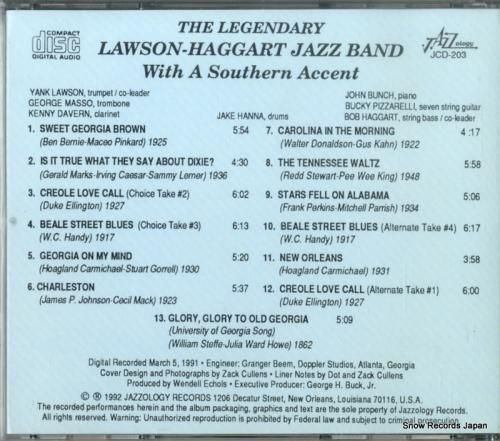 COMPACT
disc
DIGITAL AUDIO
THE LEGENDARY
LAWSON-HAGGART JAZZ BAND
With A Southern Accent
JAZZology
JCD-203
YANK LAWSON, trumpet / co-leader
GEORGE MASSO, trombone
KENNY DAVERN, clarinet
JAKE HANNA, drums
JOHN BUNCH, piano
BUCKY PIZZARELLI, seven string guitar
BOB HAGGART, string bass / co-leader
1. SWEET GEORGIA BROWN 5:54
(Ben Bernie-Maceo Pinkard) 1925
2. IS IT TRUE WHAT THEY SAY ABOUT DIXIE? 4:30
(Gerald Marks-Irving Caesar-Sammy Lerner) 1936
3. CREOLE LOVE CALL (Choice Take #2) 6:02
(Duke Ellington) 1927
4. BEALE STREET BLUES (Choice Take #3) 6:13
(W.C. Handy) 1917
5. GEORGIA ON MY MIND 5:20
(Hoagland Carmichael-Stuart Gorrell) 1930
6. CHARLESTON 5:37
(James P. Johnson-Cecil Mack) 1923
7. CAROLINA IN THE MORNING 4:17
(Walter Donaldson-Gus Kahn) 1922
8. THE TENNESSEE WALTZ 5:58
(Redd Stewart-Pee Wee King) 1948
9. STARS FELL ON ALABAMA 5:06
(Frank Perkins-Mitchell Parrish) 1934
10. BEALE STREET BLUES (Alternate Take #4) 6:17
(W.C. Handy) 1917
11. NEW ORLEANS 3:58
(Hoagland Carmichael) 1931
12. CREOLE LOVE CALL (Alternate Take #1) 6:00
(Duke Ellington) 1927
13. GLORY, GLORY TO OLD GEORGIA 5:09
(University of Georgia Song)
(William Steffe-Julia Ward Howe) 1862
Digital Recorded March 5, 1991 • Engineer: Granger Beem, Doppler Studios, Atlanta, Georgia
Cover Design and Photographs by Zack Cullens • Liner Notes by Dot and Zack Cullens
Produced by Wendell Echols • Executive Producer: George H. Buck, Jr.
© ℗ 1992 JAZZOLOGY RECORDS 1206 Decatur Street, New Orleans, Louisiana 70116, U.S.A.
The recorded performances herein and the album packaging, graphics and text are the sole property of Jazzology Records.
All rights reserved. Warning: Unauthorized reproduction is prohibited by Federal law and subject to criminal prosecution.
Snow Records Japan